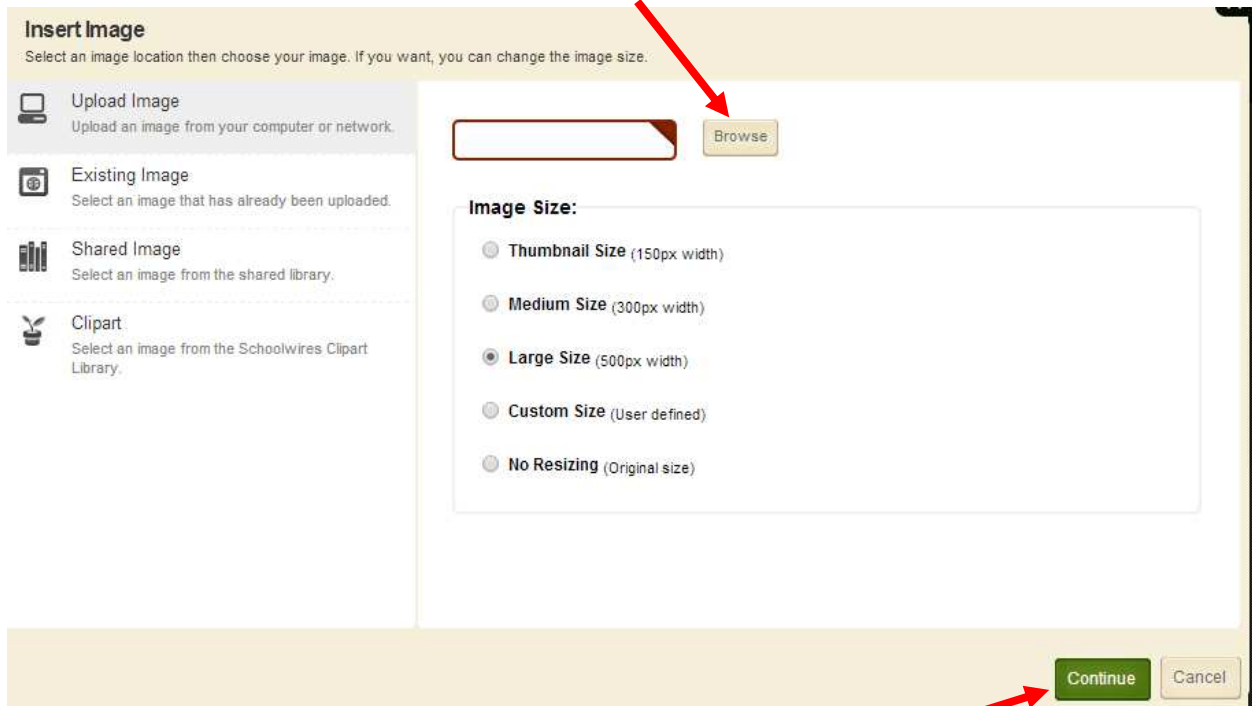 Insert Image
Select an image location then choose your image. If you want, you can change the image size.
Upload Image
Upload an image from your computer or network.
Existing Image
Select an image that has already been uploaded.
Shared Image
Select an image from the shared library.
Clipart
Select an image from the Schoolwires Clipart
Library.
Browse
Image Size:
Thumbnail Size (150px width)
Medium Size (300px width)
Large Size (500px width)
Custom Size (User defined)
No Resizing (Original size)
Continue
Cancel